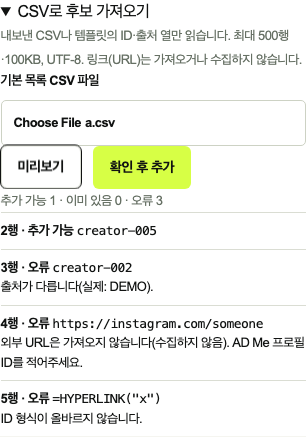 ▼ CSV로 후보 가져오기
내보낸 CSV나 템플릿의 ID·출처 열만 읽습니다. 최대 500행
·100KB, UTF-8. 링크(URL)는 가져오거나 수집하지 않습니다.
기본 목록 CSV 파일
Choose File a.csv
미리보기 확인 후 추가
추가 가능 1 · 이미 있음 0 · 오류 3
2행 · 추가 가능 creator-005
3행 · 오류 creator-002
출처가 다릅니다(실제: DEMO).
4행 · 오류 https://instagram.com/someone
외부 URL은 가져오지 않습니다(수집하지 않음). AD Me 프로필
ID를 적어주세요.
5행 · 오류 =HYPERLINK("x")
ID 형식이 올바르지 않습니다.